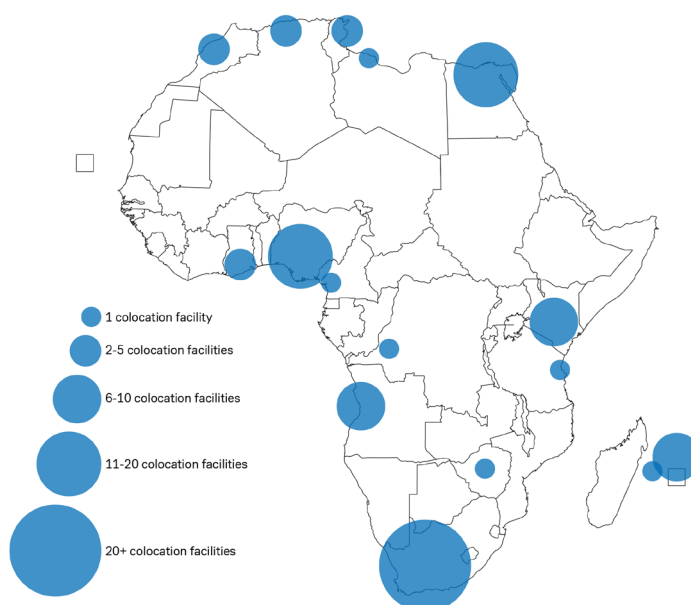 1 colocation facility
2-5 colocation facilities
6-10 colocation facilities
11-20 colocation facilities
20+ colocation facilities